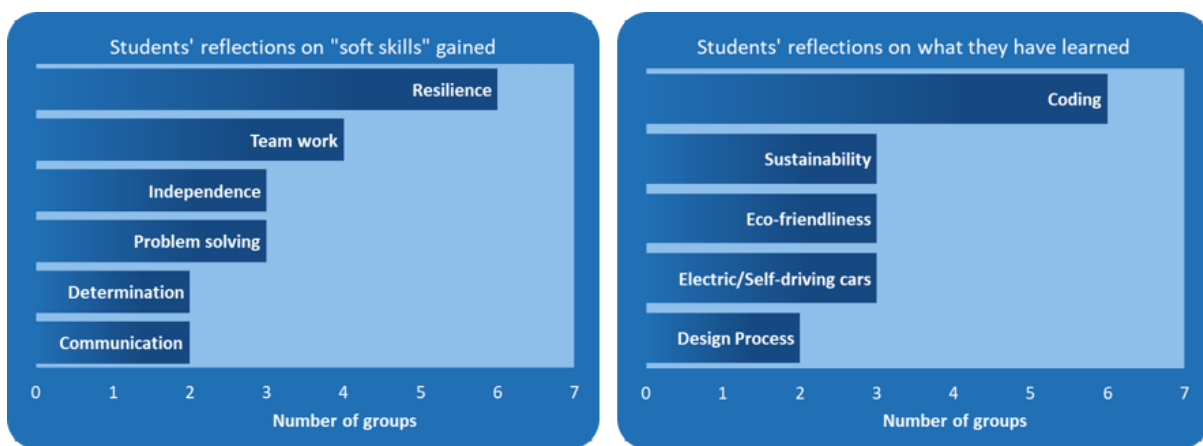 Students' reflections on "soft skills" gained
Resilience
Team work
Independence
Problem solving
Determination
Communication
0 1 2 3 4 5 6 7
Number of groups
Students' reflections on what they have learned
Coding
Sustainability
Eco-friendliness
Electric/Self-driving cars
Design Process
0 1 2 3 4 5 6 7
Number of groups